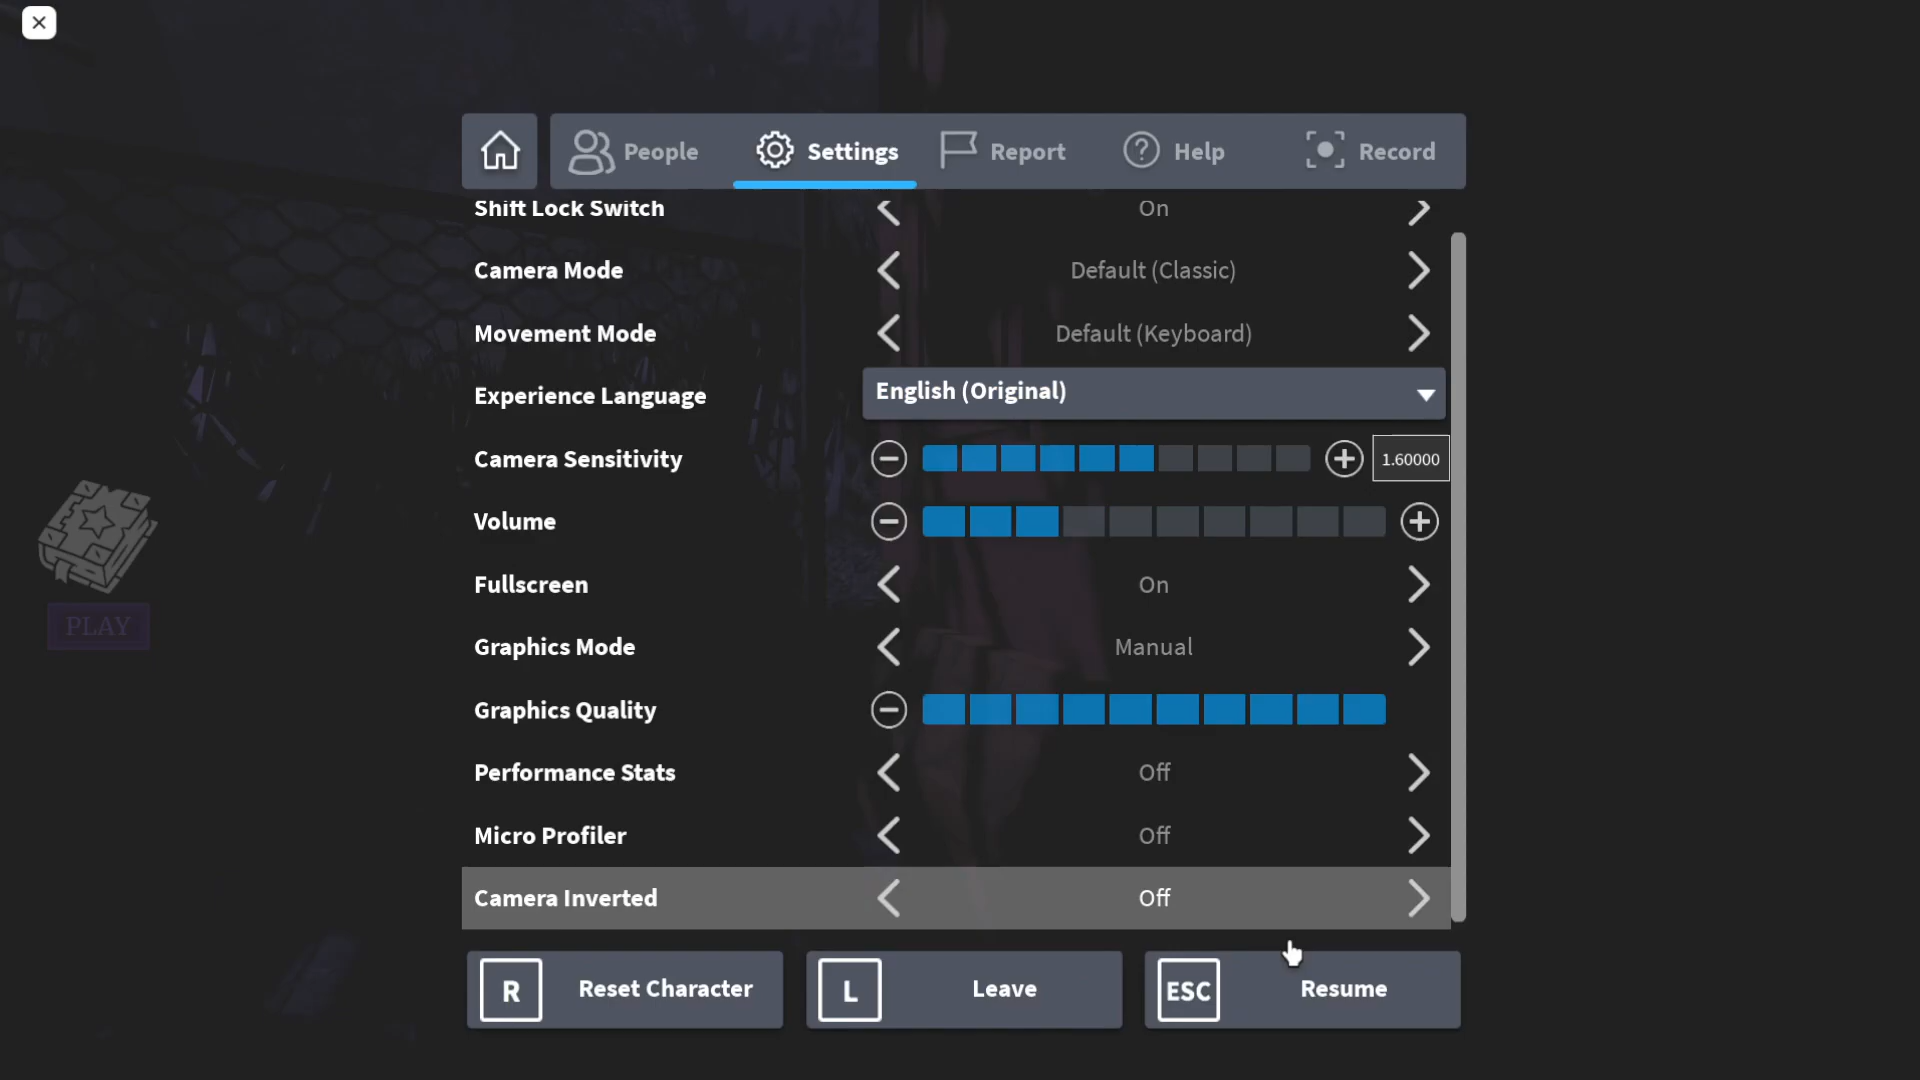 People
Settings
Report
Help
Record
Shift Lock Switch
On
Camera Mode
Default (Classic)
Movement Mode
Default (Keyboard)
Experience Language
English (Original)
Camera Sensitivity
1.60000
Volume
Fullscreen
On
Graphics Mode
Manual
Graphics Quality
Performance Stats
Off
Micro Profiler
Off
Camera Inverted
Off
PLAY
R
Reset Character
L
Leave
ESC
Resume